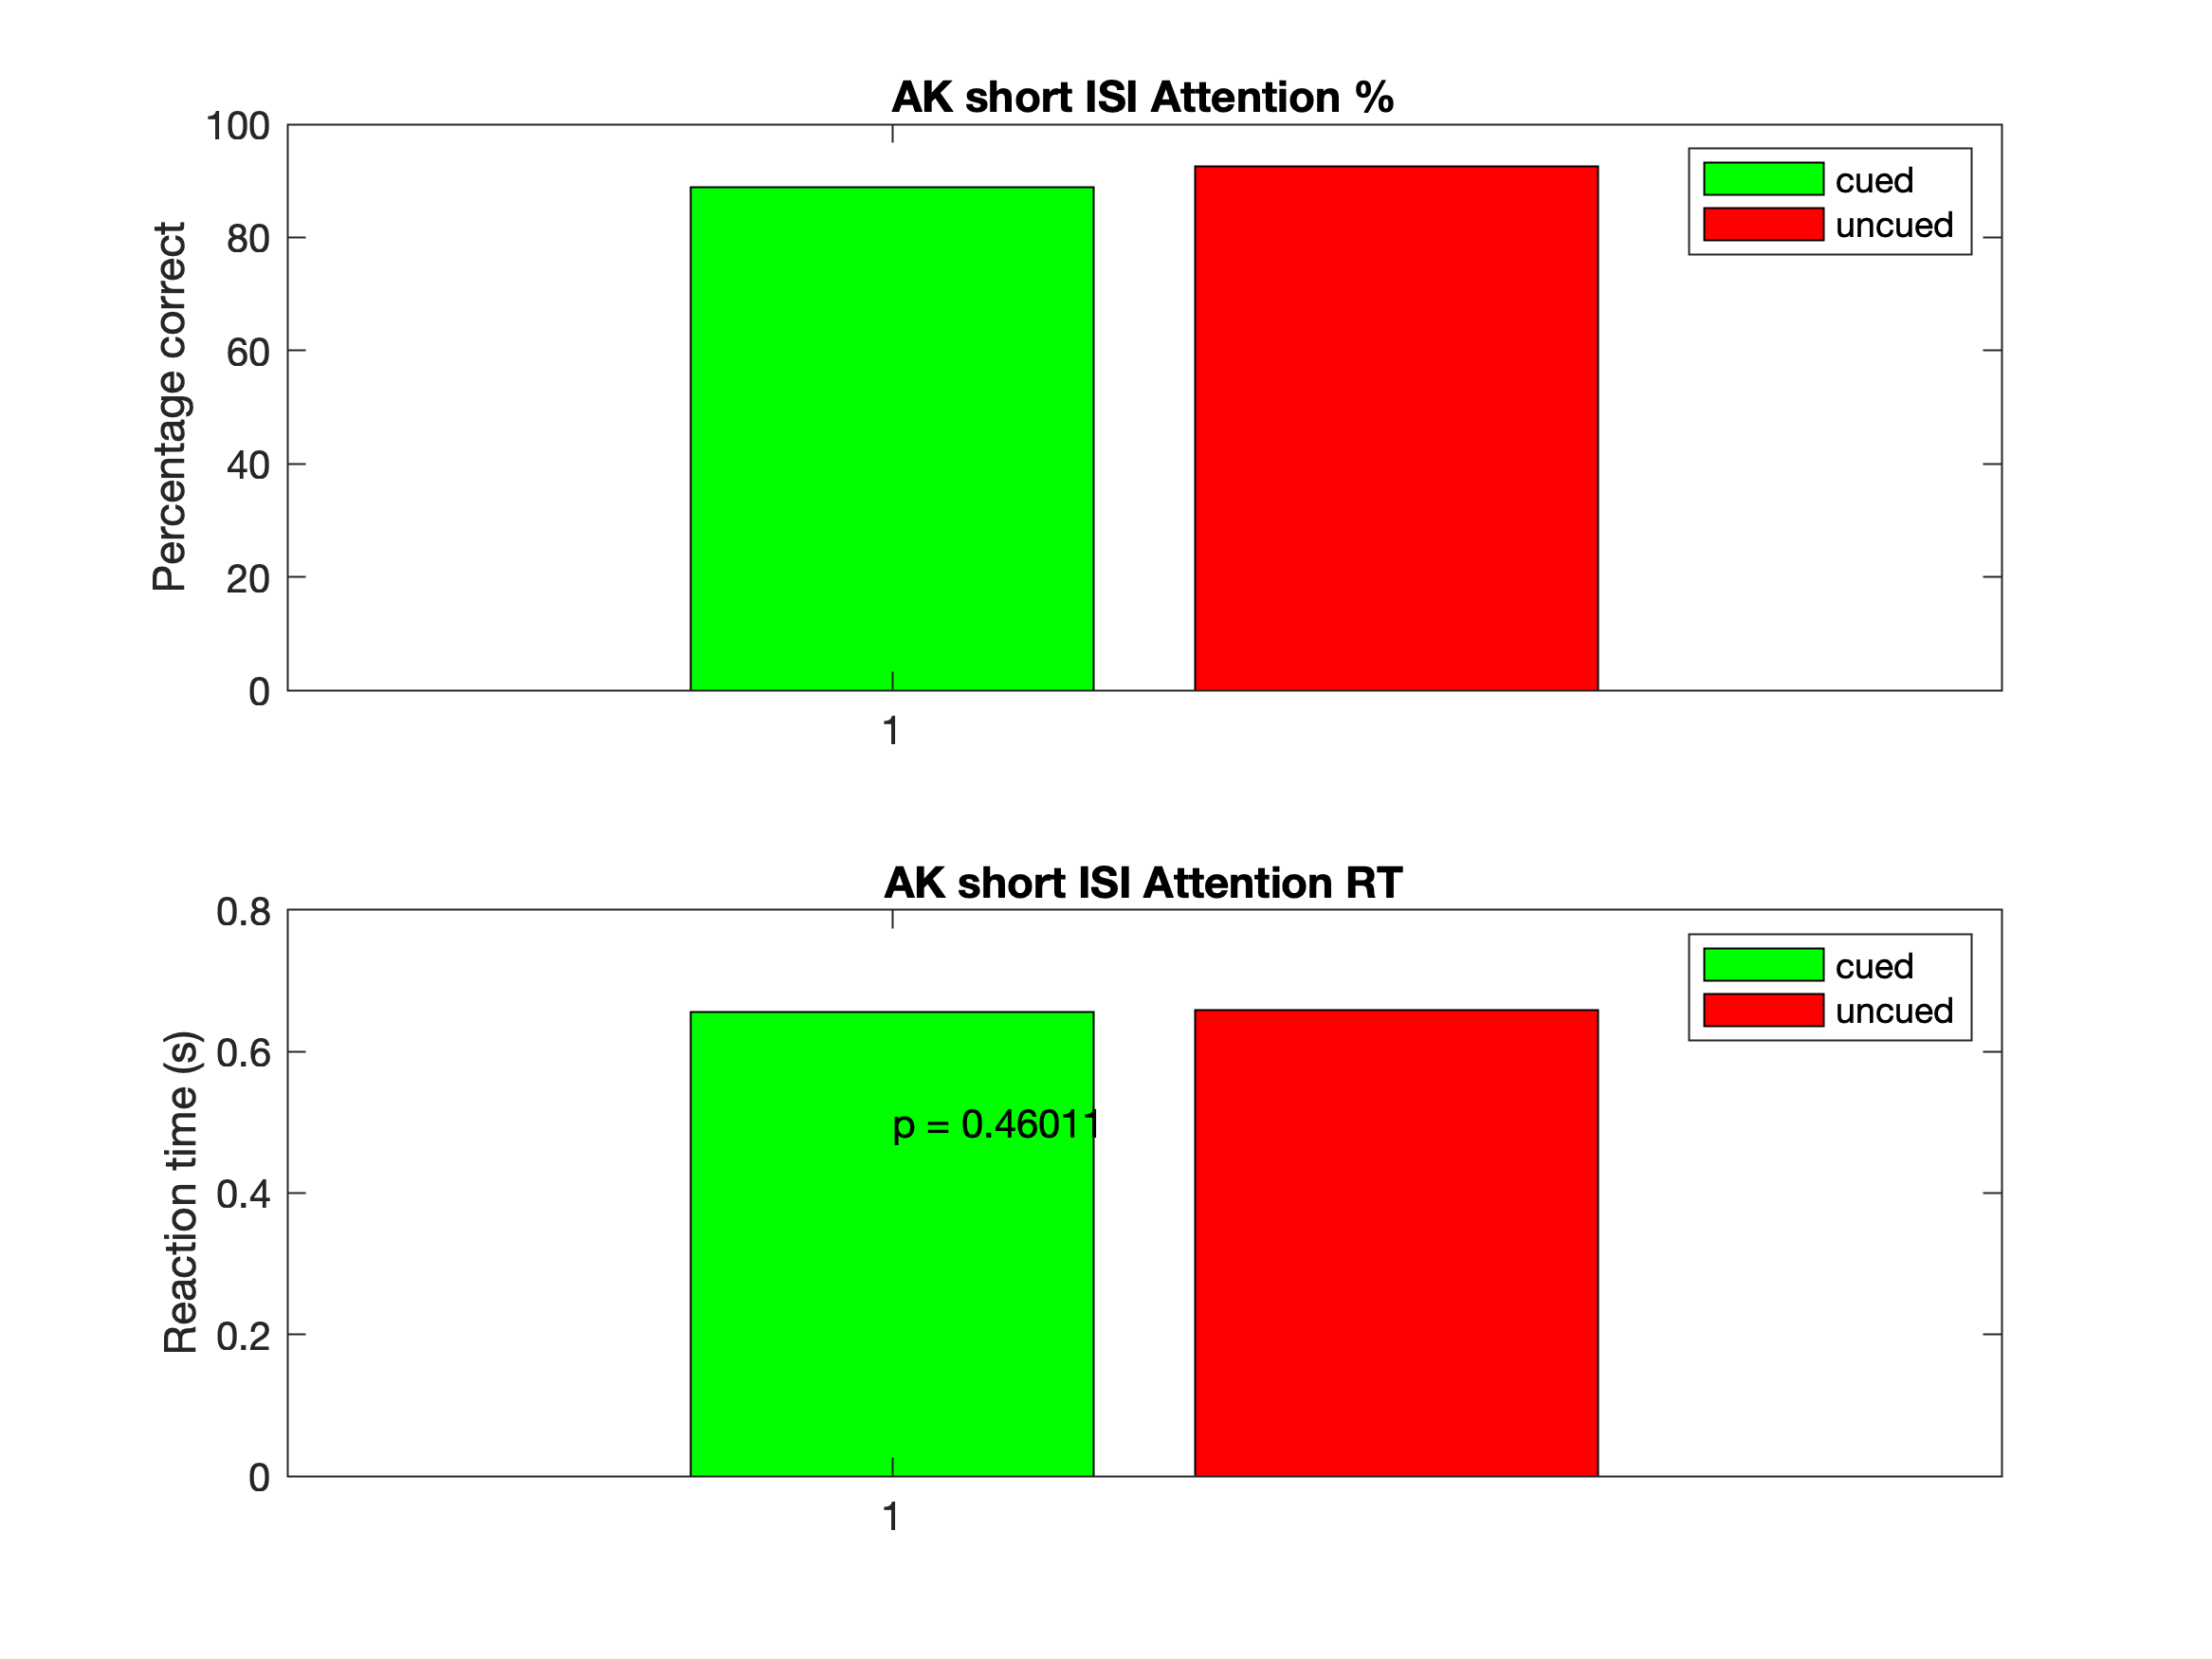 AK short ISI Attention %
100
80
60
40
20
0
Percentage correct
cued
uncued
1
AK short ISI Attention RT
0.8
0.6
0.4
0.2
0
Reaction time (s)
cued
uncued
p = 0.46011
1